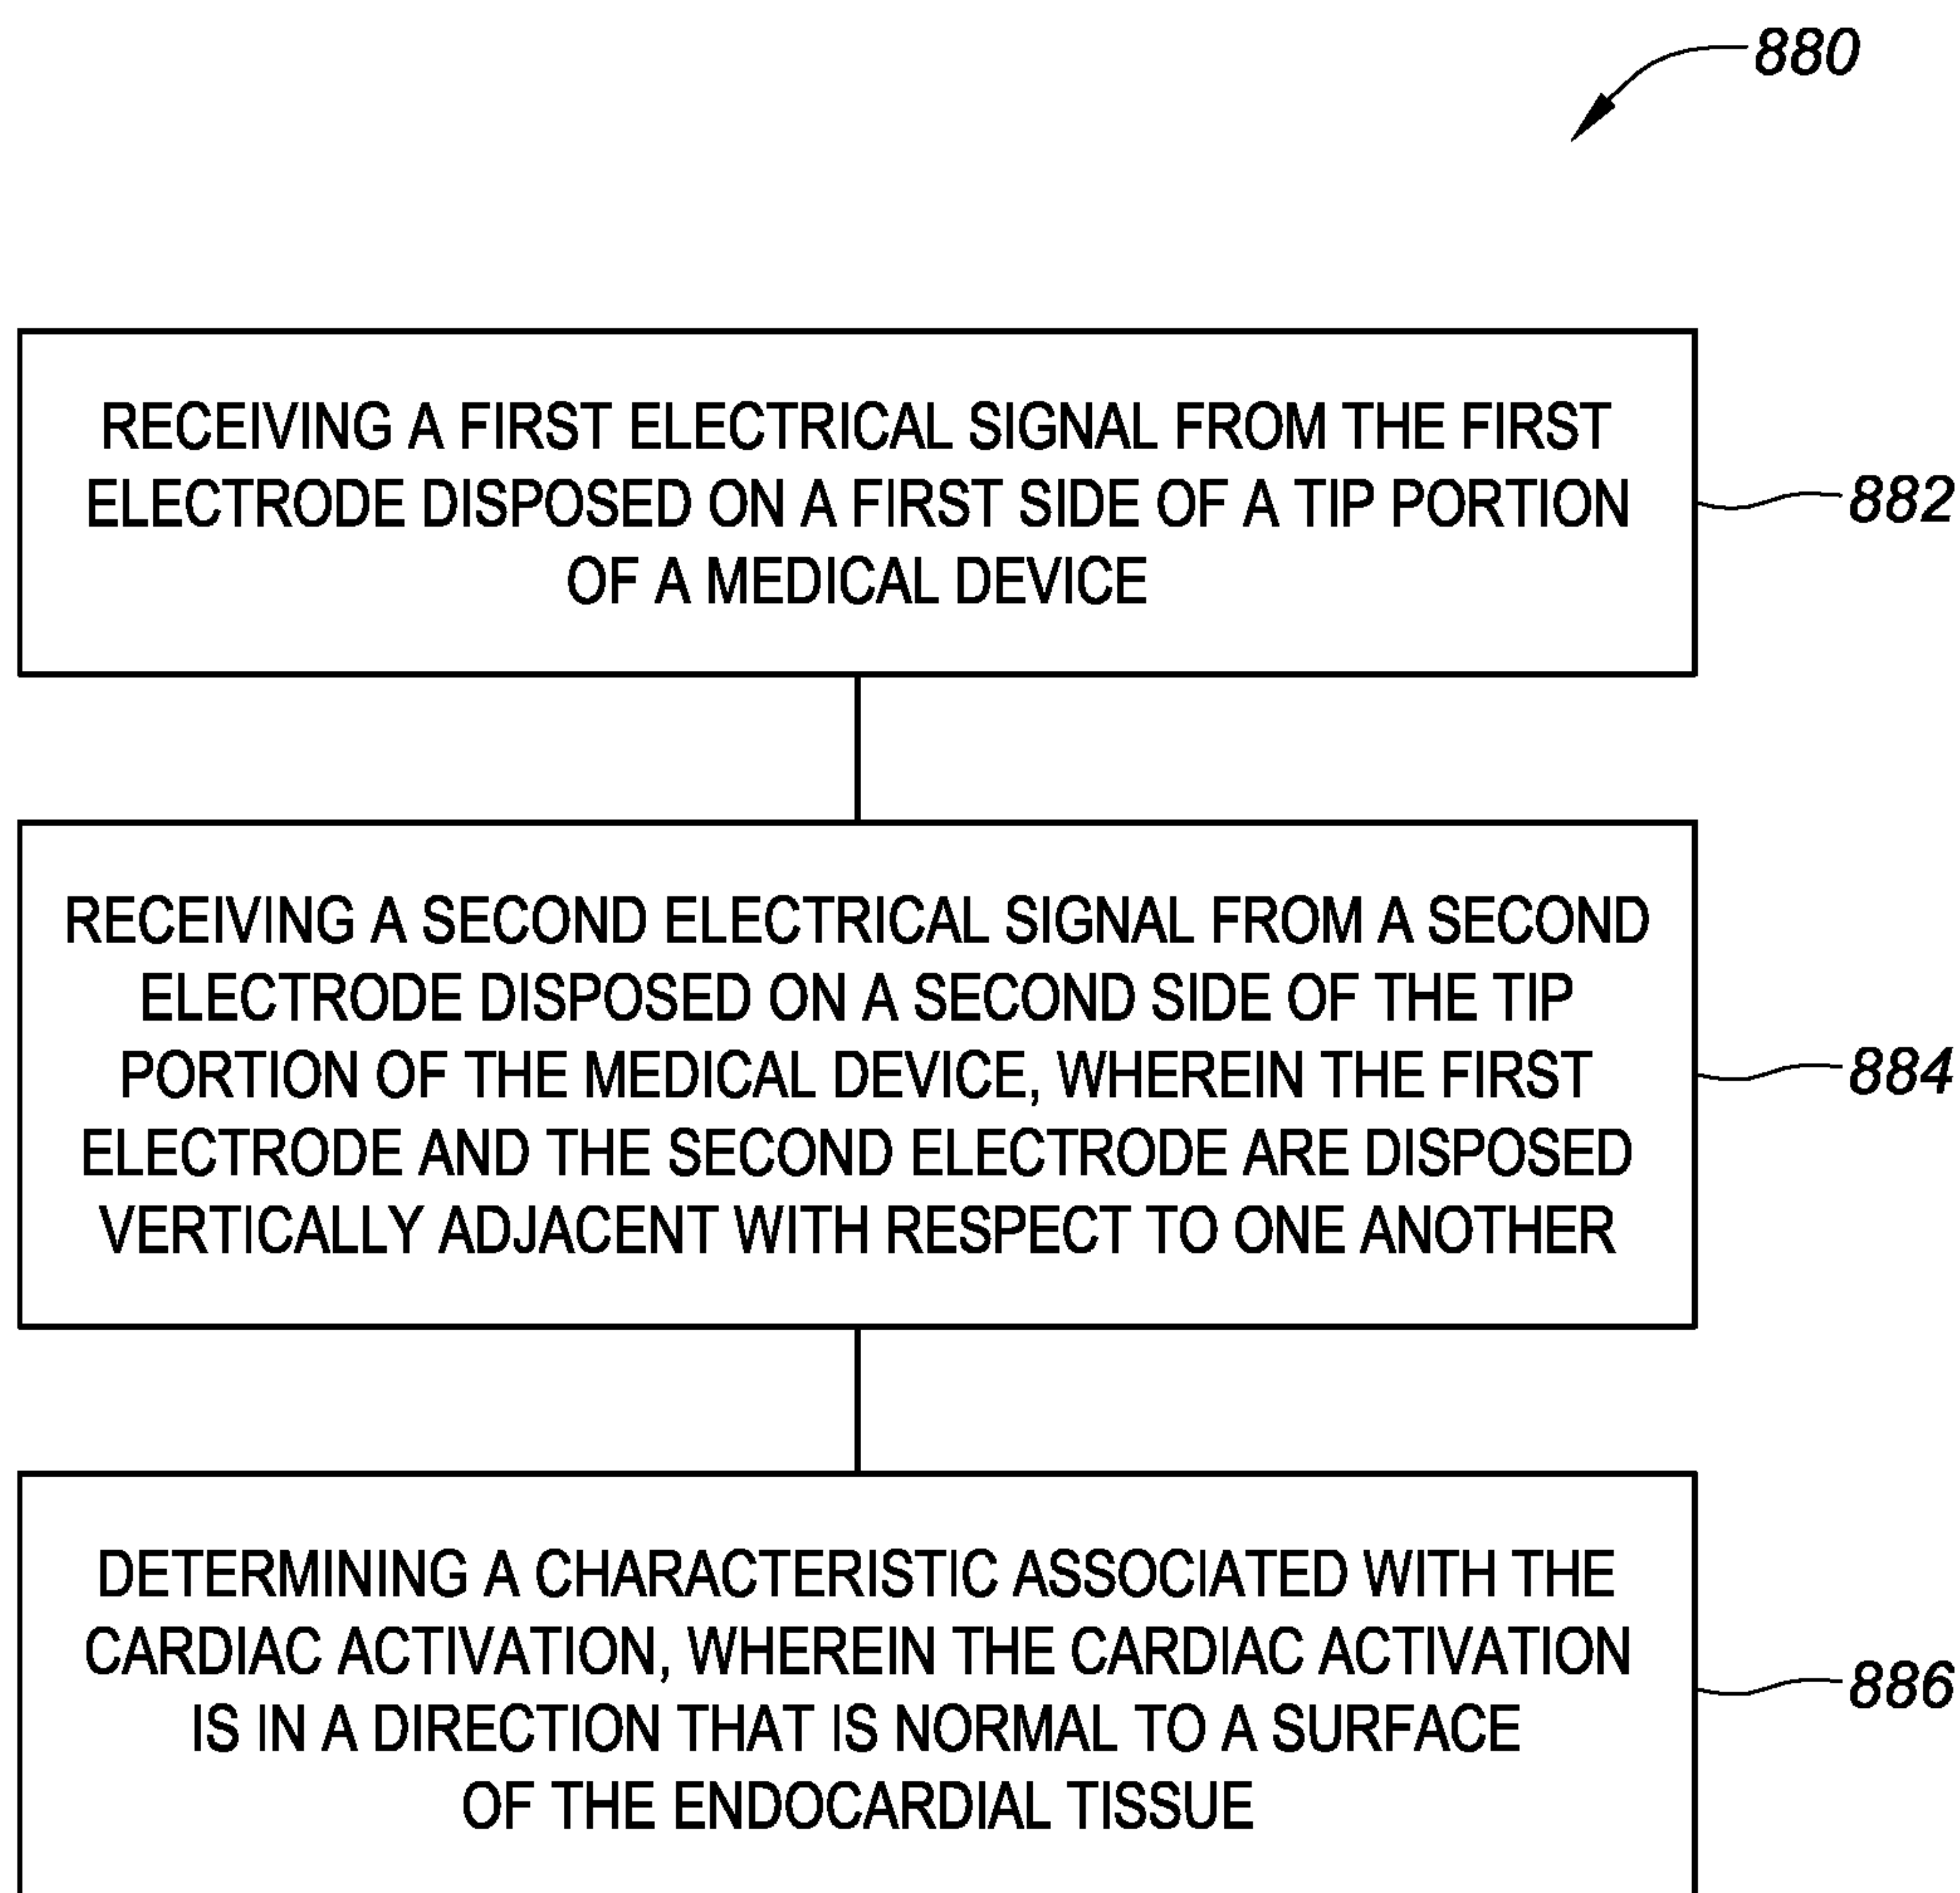 880
RECEIVING A FIRST ELECTRICAL SIGNAL FROM THE FIRST
ELECTRODE DISPOSED ON A FIRST SIDE OF A TIP PORTION
OF A MEDICAL DEVICE
882
RECEIVING A SECOND ELECTRICAL SIGNAL FROM A SECOND
ELECTRODE DISPOSED ON A SECOND SIDE OF THE TIP
PORTION OF THE MEDICAL DEVICE, WHEREIN THE FIRST
ELECTRODE AND THE SECOND ELECTRODE ARE DISPOSED
VERTICALLY ADJACENT WITH RESPECT TO ONE ANOTHER
884
DETERMINING A CHARACTERISTIC ASSOCIATED WITH THE
CARDIAC ACTIVATION, WHEREIN THE CARDIAC ACTIVATION
IS IN A DIRECTION THAT IS NORMAL TO A SURFACE
OF THE ENDOCARDIAL TISSUE
886